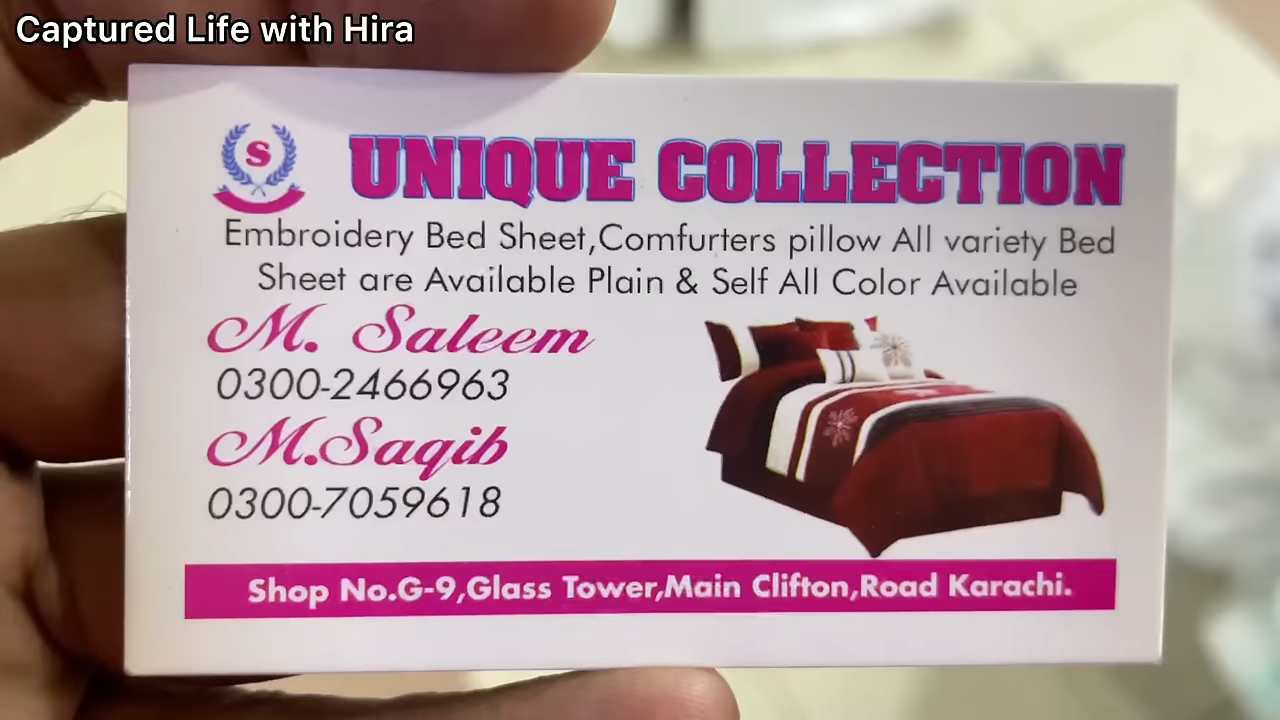 Captured Life with Hira
S
UNIQUE COLLECTION
Embroidery Bed Sheet,Comfurters pillow All variety Bed
Sheet are Available Plain & Self All Color Available
M. Saleem
0300-2466963
M.Saqib
0300-7059618
Shop No.G-9,Glass Tower,Main Clifton,Road Karachi.